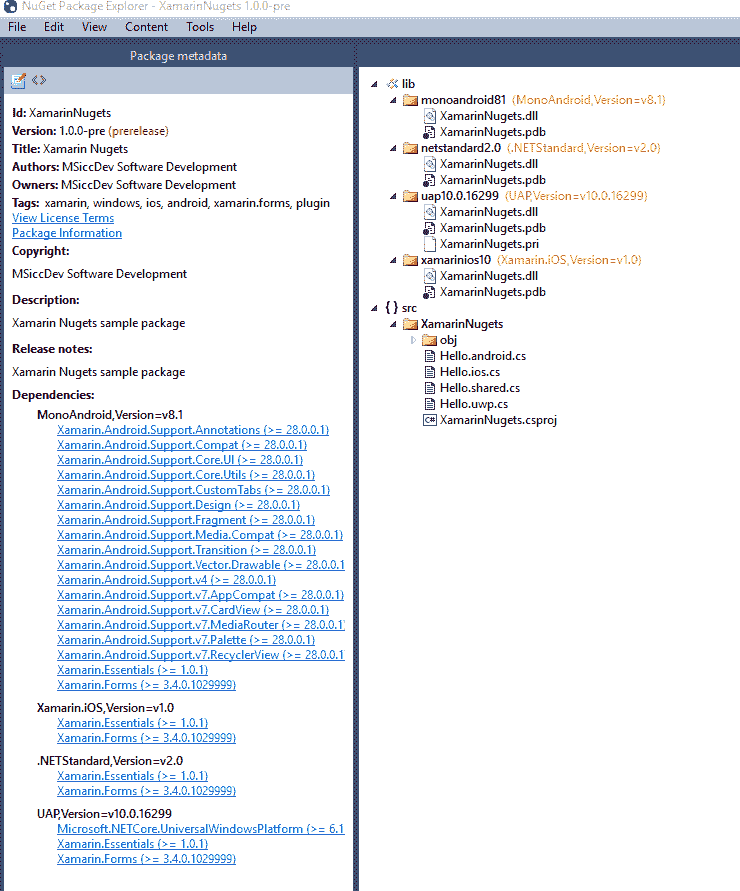 NuGet Package Explorer - XamarinNugets 1.0.0-pre
File Edit View Content Tools Help
Package metadata
Id: XamarinNugets
Version: 1.0.0-pre (prerelease)
Title: Xamarin Nugets
Authors: MSiccDev Software Development
Owners: MSiccDev Software Development
Tags: xamarin, windows, ios, android, xamarin.forms, plugin
View License Terms
Package Information
Copyright:
MSiccDev Software Development
Description:
Xamarin Nugets sample package
Release notes:
Xamarin Nugets sample package
Dependencies:
MonoAndroid,Version=v8.1
Xamarin.Android.Support.Annotations (>= 28.0.0.1)
Xamarin.Android.Support.Compat (>= 28.0.0.1)
Xamarin.Android.Support.Core.UI (>= 28.0.0.1)
Xamarin.Android.Support.Core.Utils (>= 28.0.0.1)
Xamarin.Android.Support.CustomTabs (>= 28.0.0.1)
Xamarin.Android.Support.Design (>= 28.0.0.1)
Xamarin.Android.Support.Fragment (>= 28.0.0.1)
Xamarin.Android.Support.Media.Compat (>= 28.0.0.1)
Xamarin.Android.Support.Transition (>= 28.0.0.1)
Xamarin.Android.Support.Vector.Drawable (>= 28.0.0.1
Xamarin.Android.Support.v4 (>= 28.0.0.1)
Xamarin.Android.Support.v7.AppCompat (>= 28.0.0.1)
Xamarin.Android.Support.v7.CardView (>= 28.0.0.1)
Xamarin.Android.Support.v7.MediaRouter (>= 28.0.0.1)
Xamarin.Android.Support.v7.Palette (>= 28.0.0.1)
Xamarin.Android.Support.v7.RecyclerView (>= 28.0.0.1)
Xamarin.Essentials (>= 1.0.1)
Xamarin.Forms (>= 3.4.0.1029999)
Xamarin.iOS,Version=v1.0
Xamarin.Essentials (>= 1.0.1)
Xamarin.Forms (>= 3.4.0.1029999)
.NETStandard,Version=v2.0
Xamarin.Essentials (>= 1.0.1)
Xamarin.Forms (>= 3.4.0.1029999)
UAP,Version=v10.0.16299
Microsoft.NETCore.UniversalWindowsPlatform (>= 6.1
Xamarin.Essentials (>= 1.0.1)
Xamarin.Forms (>= 3.4.0.1029999)
lib
monoandroid81 (MonoAndroid,Version=v8.1)
XamarinNugets.dll
XamarinNugets.pdb
netstandard2.0 (.NETStandard,Version=v2.0)
XamarinNugets.dll
XamarinNugets.pdb
uap10.0.16299 (UAP,Version=v10.0.16299)
XamarinNugets.dll
XamarinNugets.pdb
XamarinNugets.pri
xamarinios10 (Xamarin.iOS,Version=v1.0)
XamarinNugets.dll
XamarinNugets.pdb
{ } src
XamarinNugets
obj
Hello.android.cs
Hello.ios.cs
Hello.shared.cs
Hello.uwp.cs
C# XamarinNugets.csproj